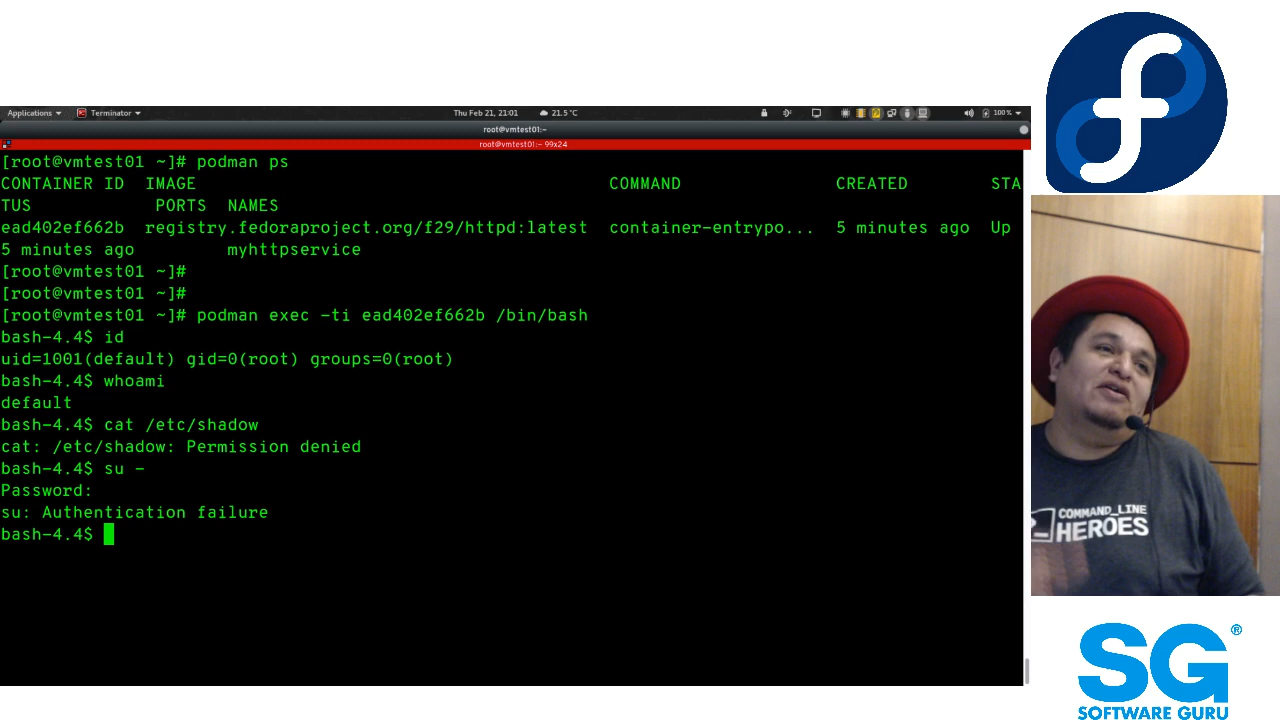 Applications Terminator Thu Feb 21, 21:01 21.5 °C 100 %
root@vmtest01:~
root@vmtest01:~ 99x24
[root@vmtest01 ~]# podman ps
CONTAINER ID  IMAGE                                        COMMAND               CREATED        STA
TUS            PORTS  NAMES
ead402ef662b  registry.fedoraproject.org/f29/httpd:latest  container-entrypo...  5 minutes ago  Up
5 minutes ago         myhttpservice
[root@vmtest01 ~]#
[root@vmtest01 ~]#
[root@vmtest01 ~]# podman exec -ti ead402ef662b /bin/bash
bash-4.4$ id
uid=1001(default) gid=0(root) groups=0(root)
bash-4.4$ whoami
default
bash-4.4$ cat /etc/shadow
cat: /etc/shadow: Permission denied
bash-4.4$ su -
Password:
su: Authentication failure
bash-4.4$
COMMAND_LINE
HEROES
SG®
SOFTWARE GURU